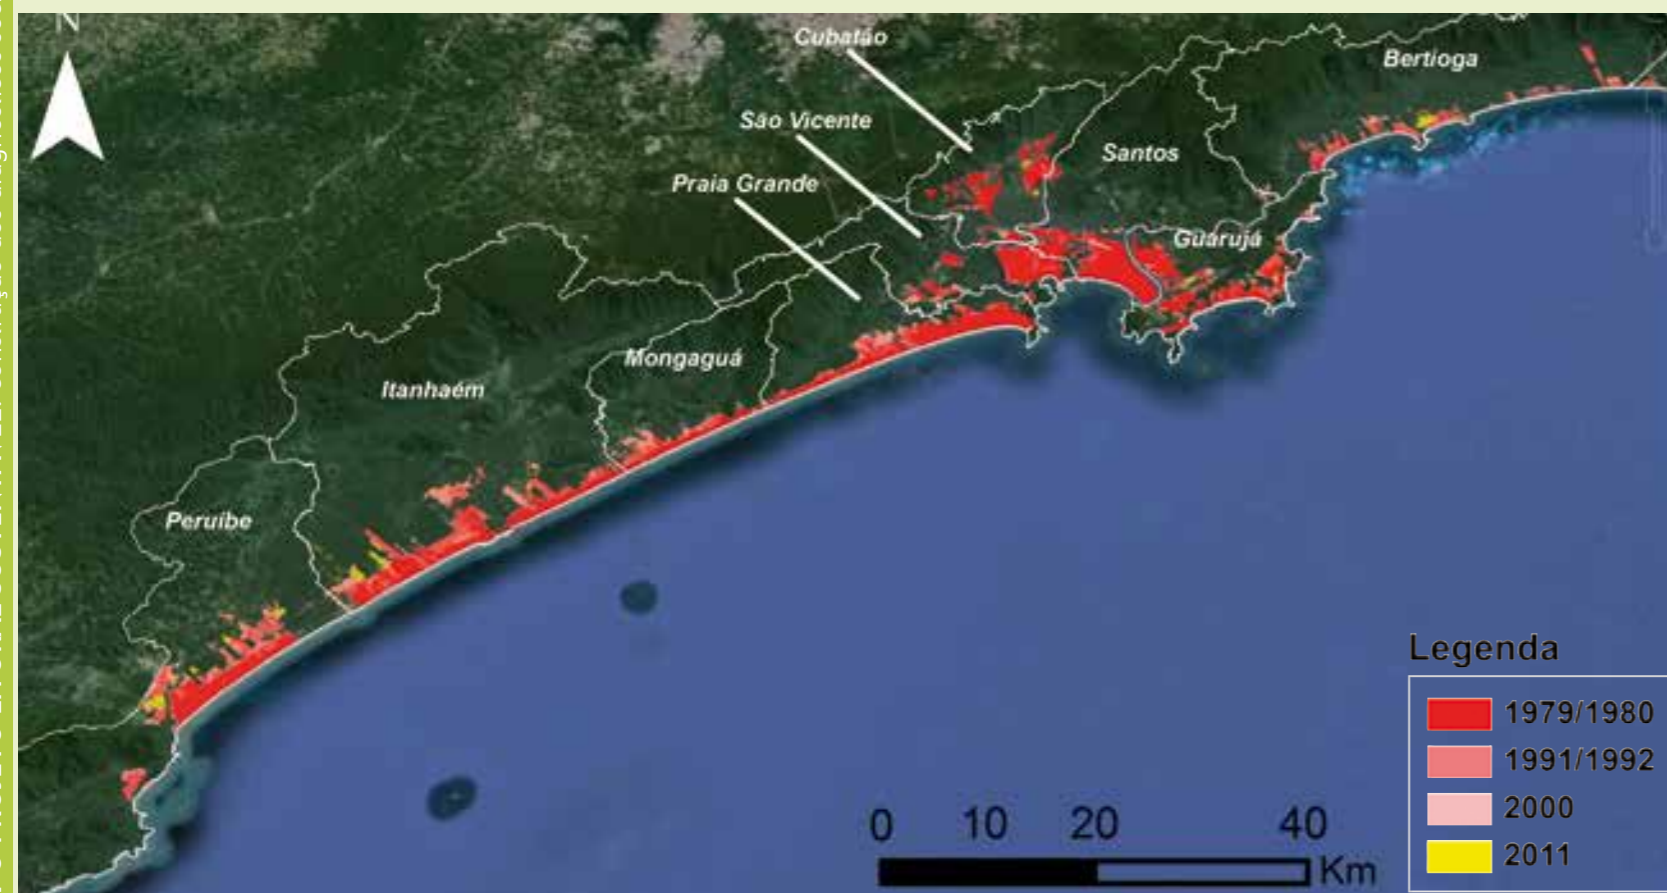 N
Cubatão
Bertioga
São Vicente
Santos
Praia Grande
Guarujá
Mongaguá
Itanhaém
Peruíbe
Legenda
1979/1980
1991/1992
2000
2011
0 10 20 40
Km